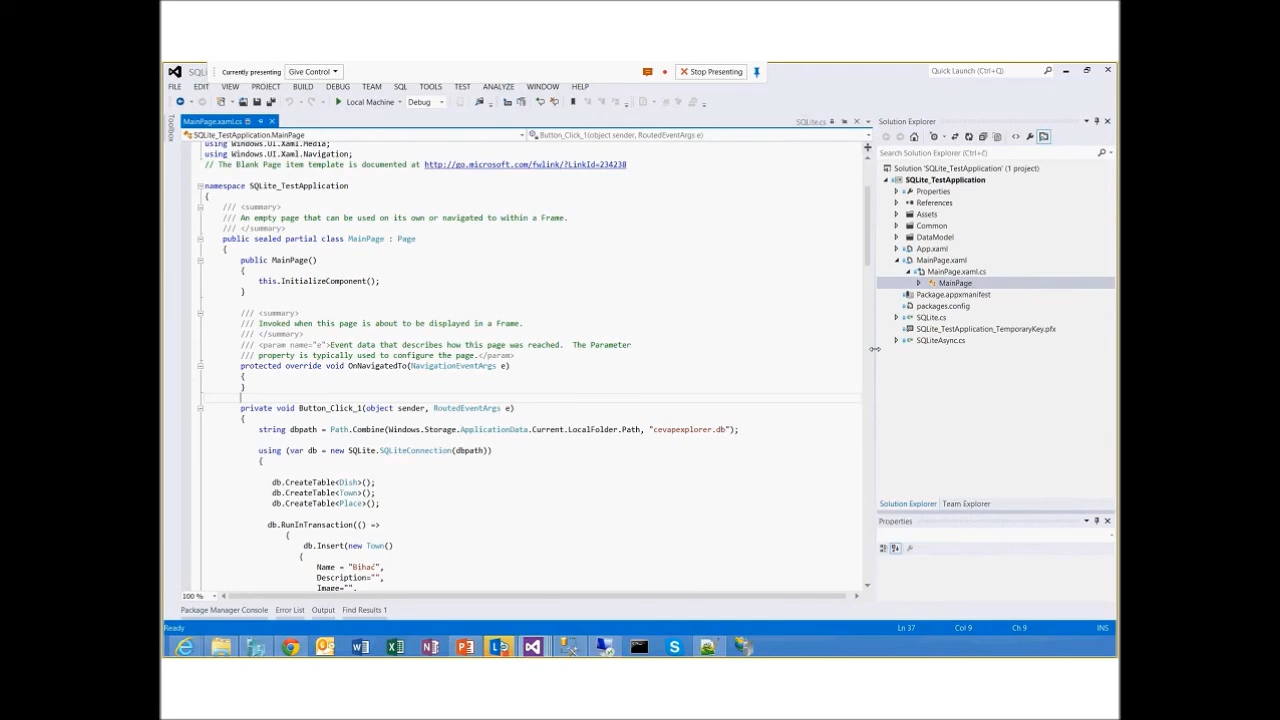 SQLi
Currently presenting
Give Control
Stop Presenting
Quick Launch (Ctrl+Q)
FILE EDIT VIEW PROJECT BUILD DEBUG TEAM SQL TOOLS TEST ANALYZE WINDOW HELP
Local Machine Debug
MainPage.xaml.cs
SQLite.cs
Toolbox
SQLite_TestApplication.MainPage
Button_Click_1(object sender, RoutedEventArgs e)
using Windows.UI.Xaml.Media;
using Windows.UI.Xaml.Navigation;
// The Blank Page item template is documented at http://go.microsoft.com/fwlink/?LinkId=234238
namespace SQLite_TestApplication
{
/// <summary>
/// An empty page that can be used on its own or navigated to within a Frame.
/// </summary>
public sealed partial class MainPage : Page
{
public MainPage()
{
this.InitializeComponent();
}
/// <summary>
/// Invoked when this page is about to be displayed in a Frame.
/// </summary>
/// <param name="e">Event data that describes how this page was reached.  The Parameter
/// property is typically used to configure the page.</param>
protected override void OnNavigatedTo(NavigationEventArgs e)
{
}
private void Button_Click_1(object sender, RoutedEventArgs e)
{
string dbpath = Path.Combine(Windows.Storage.ApplicationData.Current.LocalFolder.Path, "cevapexplorer.db");
using (var db = new SQLite.SQLiteConnection(dbpath))
{
db.CreateTable<Dish>();
db.CreateTable<Town>();
db.CreateTable<Place>();
db.RunInTransaction(() =>
{
db.Insert(new Town()
{
Name = "Bihać",
Description="",
Image="",
100 %
Solution Explorer
Search Solution Explorer (Ctrl+č)
Solution 'SQLite_TestApplication' (1 project)
SQLite_TestApplication
Properties
References
Assets
Common
DataModel
App.xaml
MainPage.xaml
MainPage.xaml.cs
MainPage
Package.appxmanifest
packages.config
SQLite.cs
SQLite_TestApplication_TemporaryKey.pfx
SQLiteAsync.cs
Solution Explorer Team Explorer
Properties
Package Manager Console Error List Output Find Results 1
Ready Ln 37 Col 9 Ch 9 INS